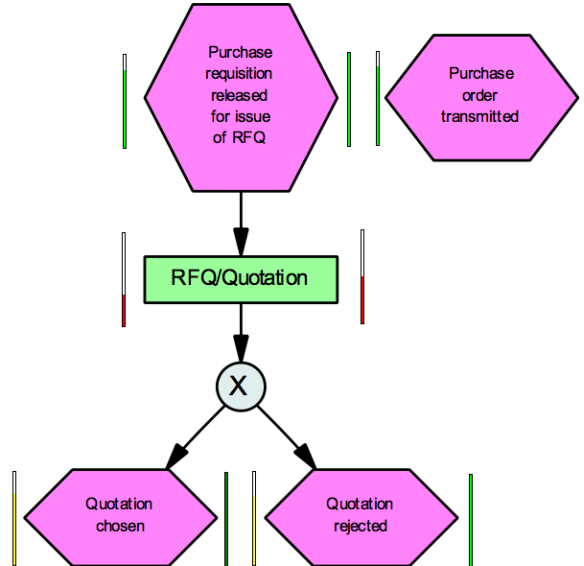 Purchase
requisition
released
for issue
of RFQ
Purchase
order
transmitted
RFQ/Quotation
X
Quotation
chosen
Quotation
rejected